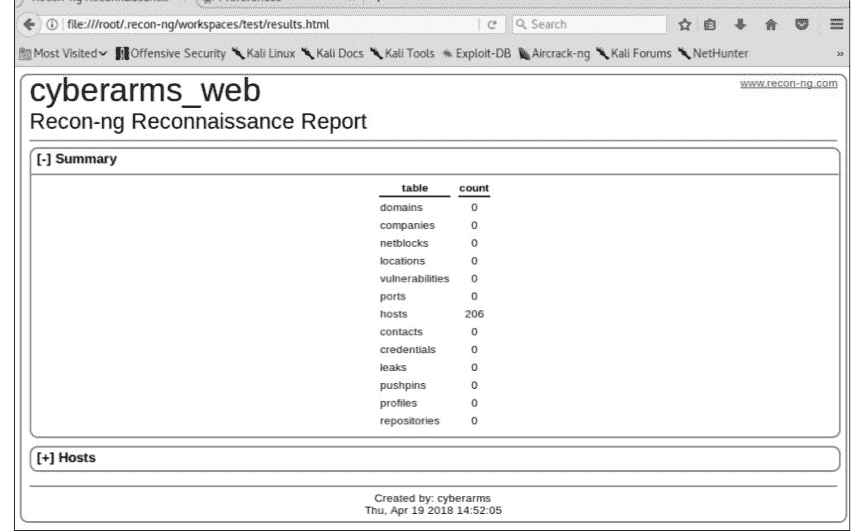 file:///root/.recon-ng/workspaces/test/results.html
Search
Most Visited Offensive Security Kali Linux Kali Docs Kali Tools Exploit-DB Aircrack-ng Kali Forums NetHunter »
cyberarms_web
www.recon-ng.com
Recon-ng Reconnaissance Report
[-] Summary
table count
domains 0
companies 0
netblocks 0
locations 0
vulnerabilities 0
ports 0
hosts 206
contacts 0
credentials 0
leaks 0
pushpins 0
profiles 0
repositories 0
[+] Hosts
Created by: cyberarms
Thu, Apr 19 2018 14:52:05